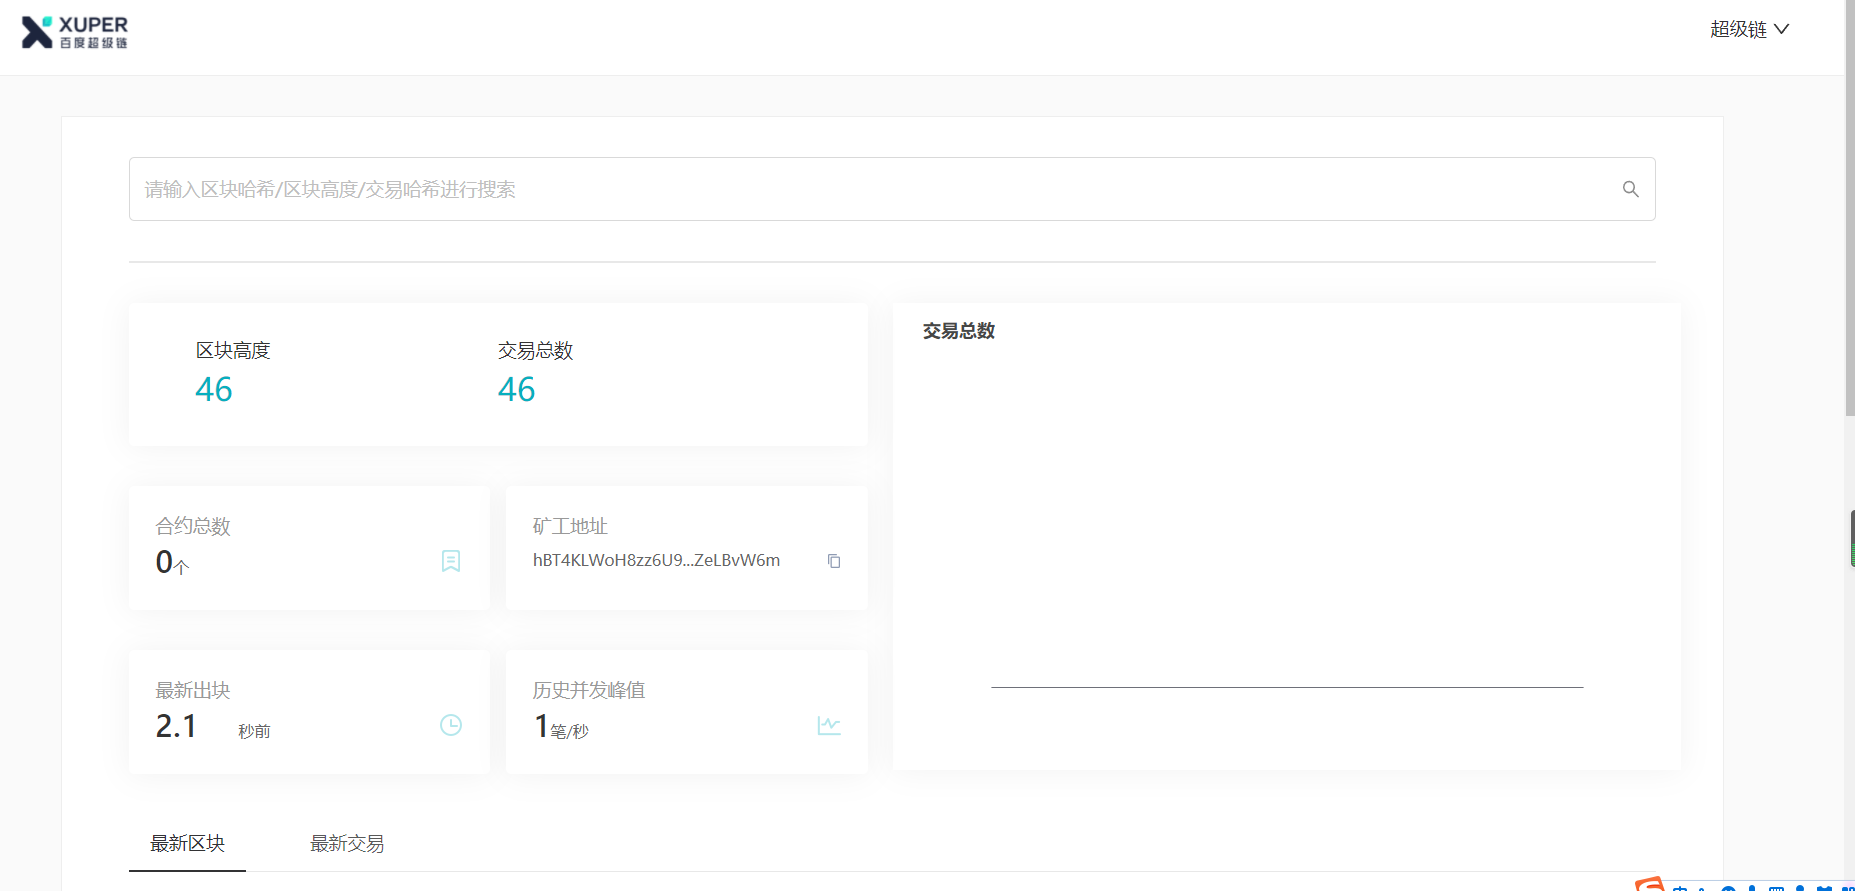 XUPER
百度超级链
超级链
请输入区块哈希/区块高度/交易哈希进行搜索
区块高度
46
交易总数
46
交易总数
合约总数
0个
矿工地址
hBT4KLWoH8zz6U9...ZeLBvW6m
最新出块
2.1 秒前
历史并发峰值
1笔/秒
最新区块
最新交易